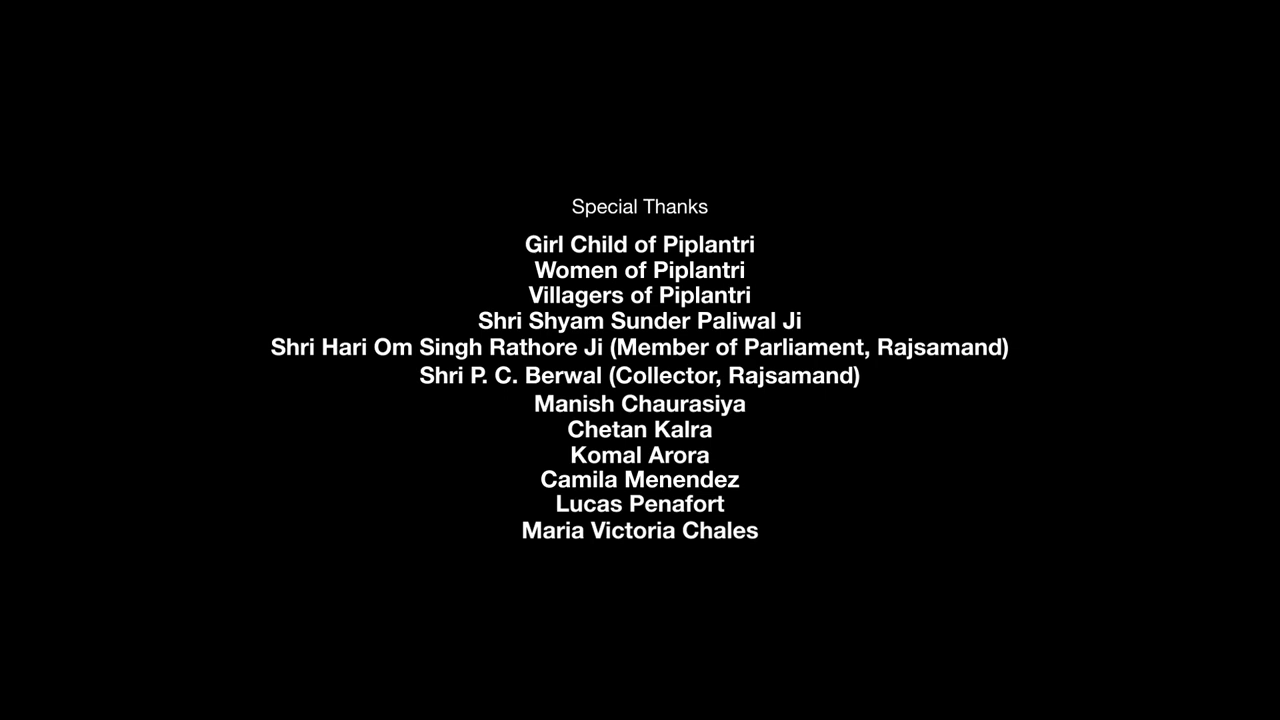 Special Thanks
Girl Child of Piplantri
Women of Piplantri
Villagers of Piplantri
Shri Shyam Sunder Paliwal Ji
Shri Hari Om Singh Rathore Ji (Member of Parliament, Rajsamand)
Shri P. C. Berwal (Collector, Rajsamand)
Manish Chaurasiya
Chetan Kalra
Komal Arora
Camila Menendez
Lucas Penafort
Maria Victoria Chales